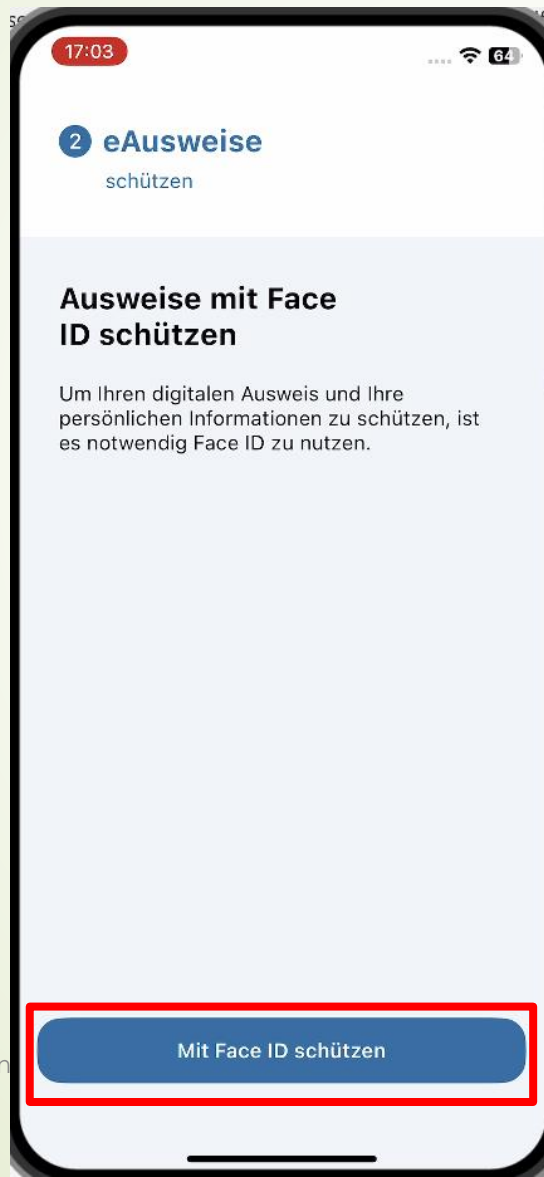 17:03
64
2 eAusweise
schützen
Ausweise mit Face
ID schützen
Um Ihren digitalen Ausweis und Ihre
persönlichen Informationen zu schützen, ist
es notwendig Face ID zu nutzen.
Mit Face ID schützen